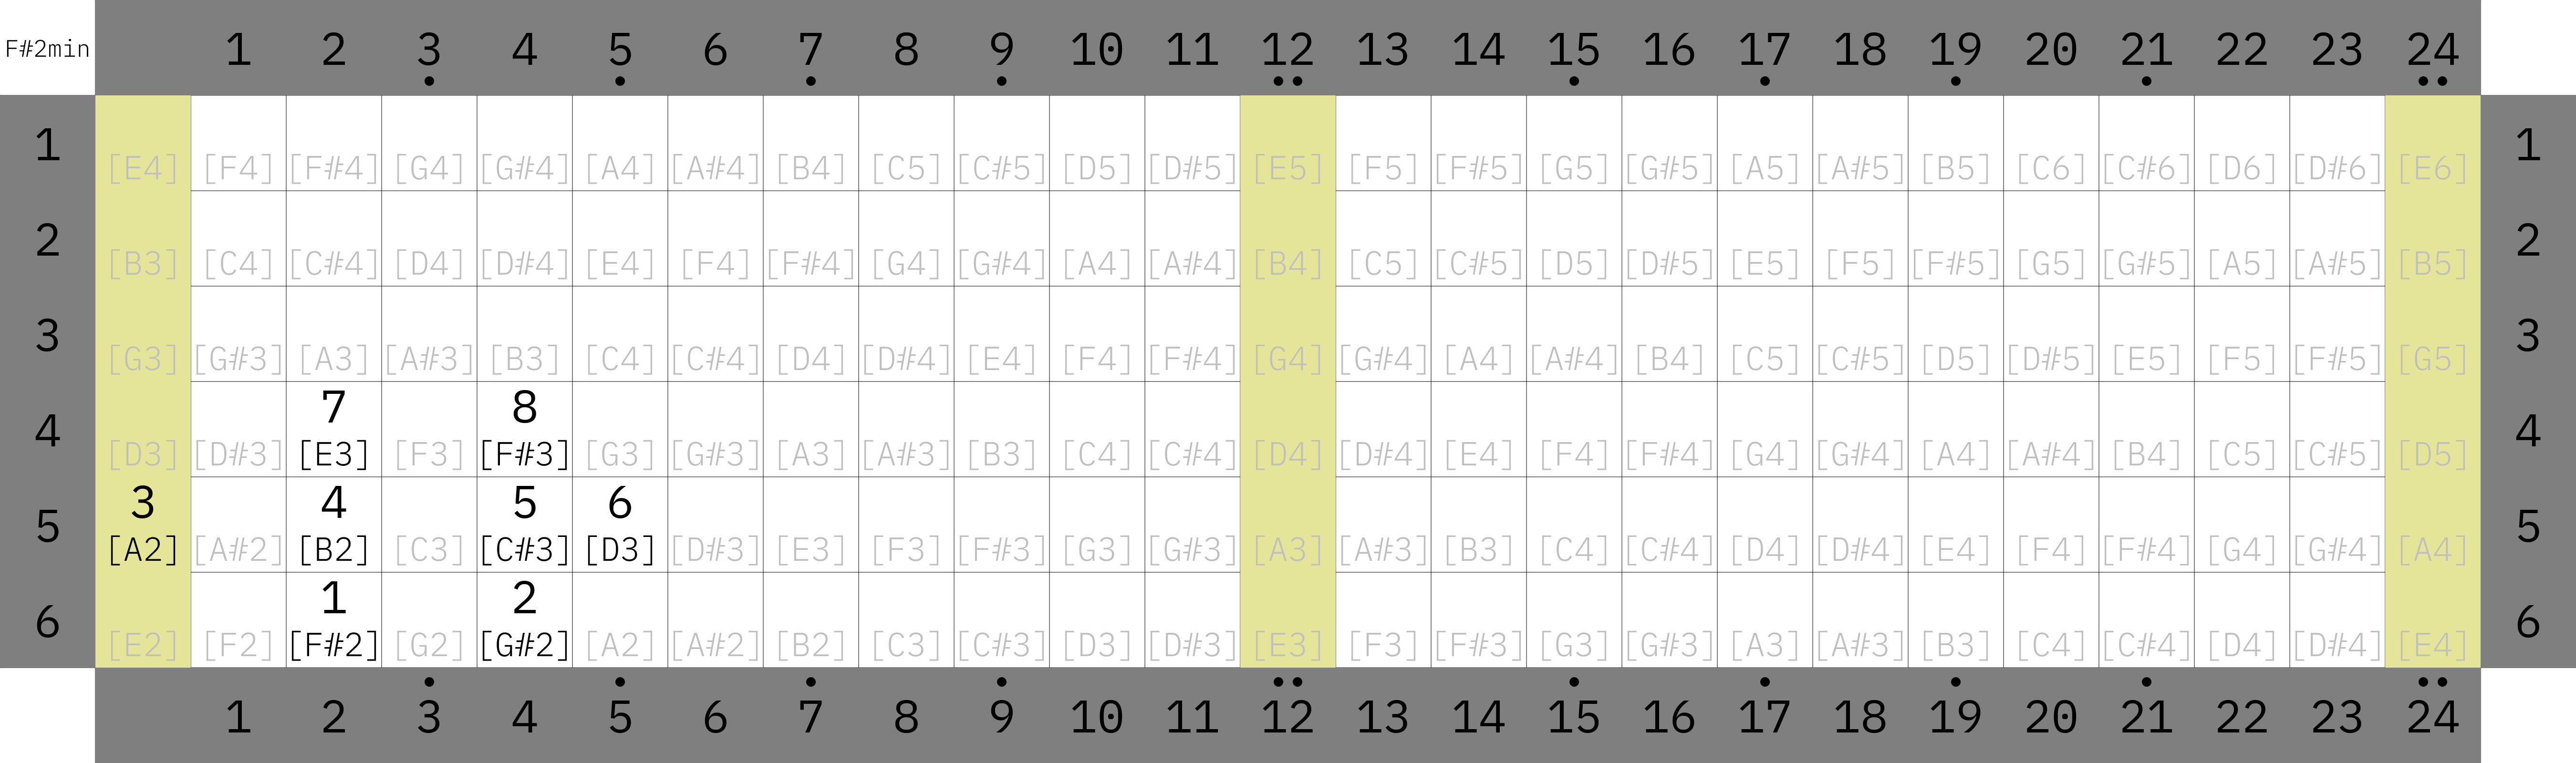 F#2min 1 2 3 4 5 6 7 8 9 10 11 12 13 14 15 16 17 18 19 20 21 22 23 24
1 [E4] [F4] [F#4] [G4] [G#4] [A4] [A#4] [B4] [C5] [C#5] [D5] [D#5] [E5] [F5] [F#5] [G5] [G#5] [A5] [A#5] [B5] [C6] [C#6] [D6] [D#6] [E6] 1
2 [B3] [C4] [C#4] [D4] [D#4] [E4] [F4] [F#4] [G4] [G#4] [A4] [A#4] [B4] [C5] [C#5] [D5] [D#5] [E5] [F5] [F#5] [G5] [G#5] [A5] [A#5] [B5] 2
3 [G3] [G#3] [A3] [A#3] [B3] [C4] [C#4] [D4] [D#4] [E4] [F4] [F#4] [G4] [G#4] [A4] [A#4] [B4] [C5] [C#5] [D5] [D#5] [E5] [F5] [F#5] [G5] 3
7 8
4 [D3] [D#3] [E3] [F3] [F#3] [G3] [G#3] [A3] [A#3] [B3] [C4] [C#4] [D4] [D#4] [E4] [F4] [F#4] [G4] [G#4] [A4] [A#4] [B4] [C5] [C#5] [D5] 4
3 4 5 6
5 [A2] [A#2] [B2] [C3] [C#3] [D3] [D#3] [E3] [F3] [F#3] [G3] [G#3] [A3] [A#3] [B3] [C4] [C#4] [D4] [D#4] [E4] [F4] [F#4] [G4] [G#4] [A4] 5
1 2
6 [E2] [F2] [F#2] [G2] [G#2] [A2] [A#2] [B2] [C3] [C#3] [D3] [D#3] [E3] [F3] [F#3] [G3] [G#3] [A3] [A#3] [B3] [C4] [C#4] [D4] [D#4] [E4] 6
1 2 3 4 5 6 7 8 9 10 11 12 13 14 15 16 17 18 19 20 21 22 23 24